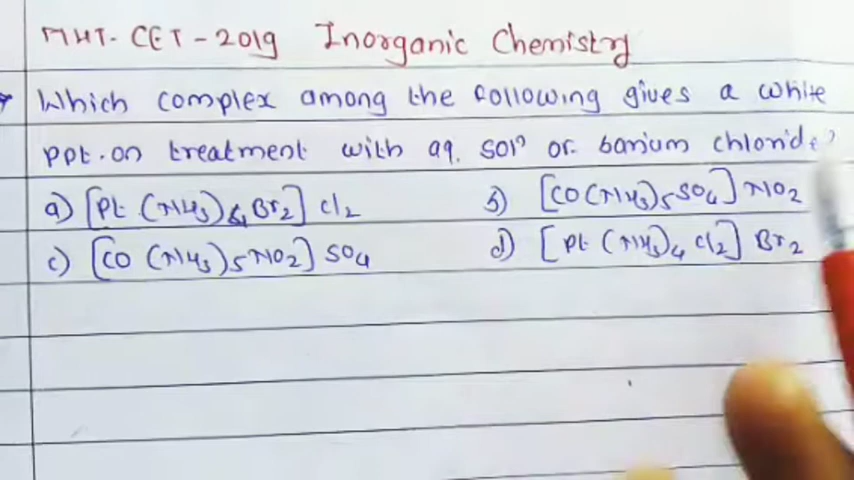 MHT-CET-2019 Inorganic Chemistry
Which complex among the following gives a white
ppt. on treatment with aq. solⁿ of barium chloride?
a) [Pt (NH3)4 Br2] Cl2 b) [CO(NH3)5 SO4] NO2
c) [CO (NH3)5 NO2] SO4 d) [Pt (NH3)4 Cl2] Br2